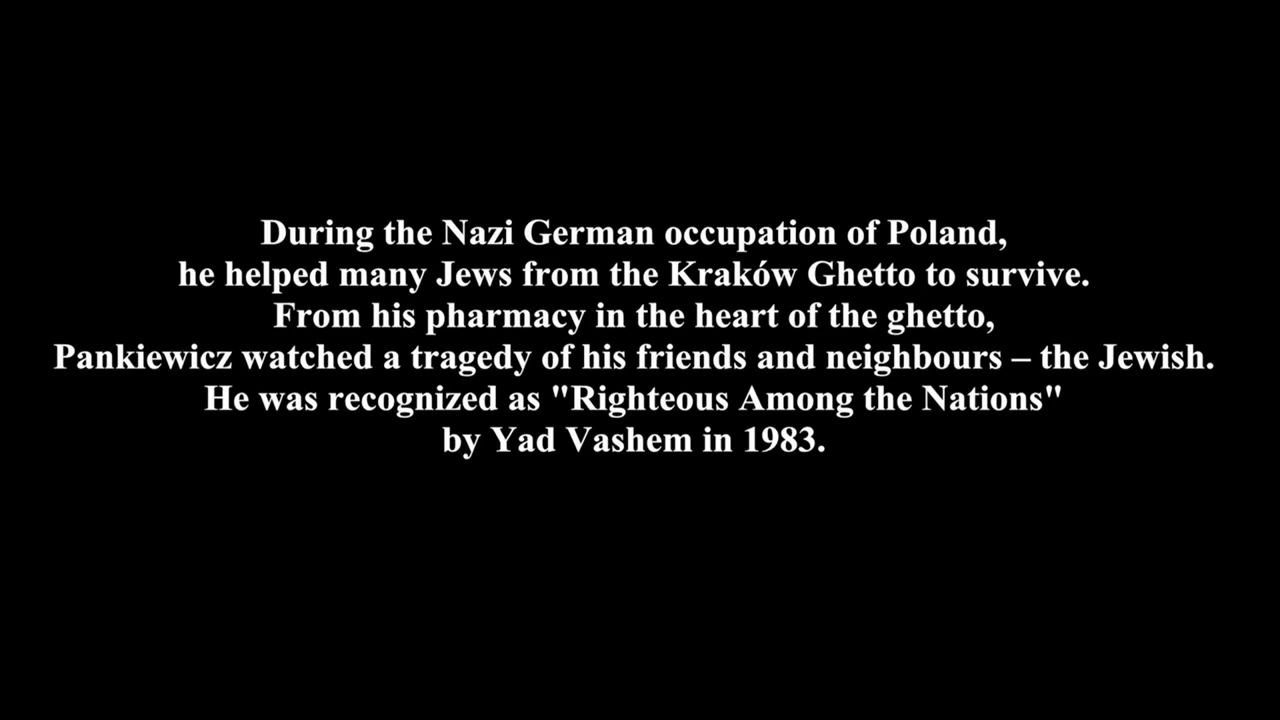 During the Nazi German occupation of Poland,
he helped many Jews from the Kraków Ghetto to survive.
From his pharmacy in the heart of the ghetto,
Pankiewicz watched a tragedy of his friends and neighbours – the Jewish.
He was recognized as "Righteous Among the Nations"
by Yad Vashem in 1983.